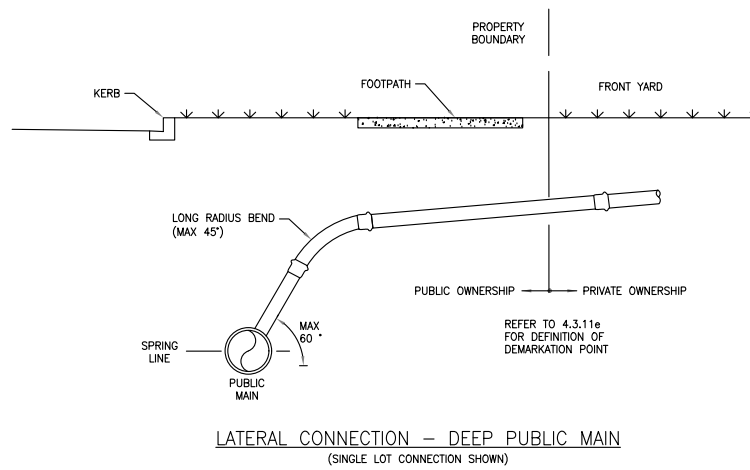 PROPERTY
BOUNDARY
KERB
FOOTPATH
FRONT YARD
LONG RADIUS BEND
(MAX 45°)
PUBLIC OWNERSHIP
PRIVATE OWNERSHIP
REFER TO 4.3.11e
FOR DEFINITION OF
DEMARKATION POINT
MAX
60 °
SPRING
LINE
PUBLIC
MAIN
LATERAL CONNECTION – DEEP PUBLIC MAIN
(SINGLE LOT CONNECTION SHOWN)